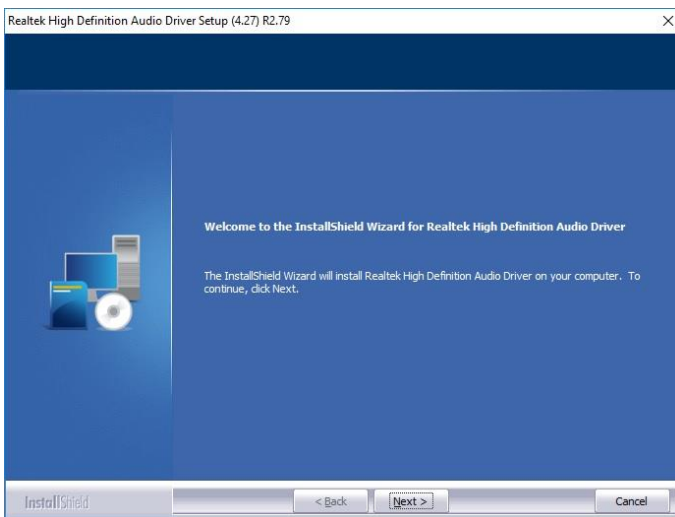 Realtek High Definition Audio Driver Setup (4.27) R2.79
Welcome to the InstallShield Wizard for Realtek High Definition Audio Driver
The InstallShield Wizard will install Realtek High Definition Audio Driver on your computer. To
continue, click Next.
InstallShield
< Back
Next >
Cancel